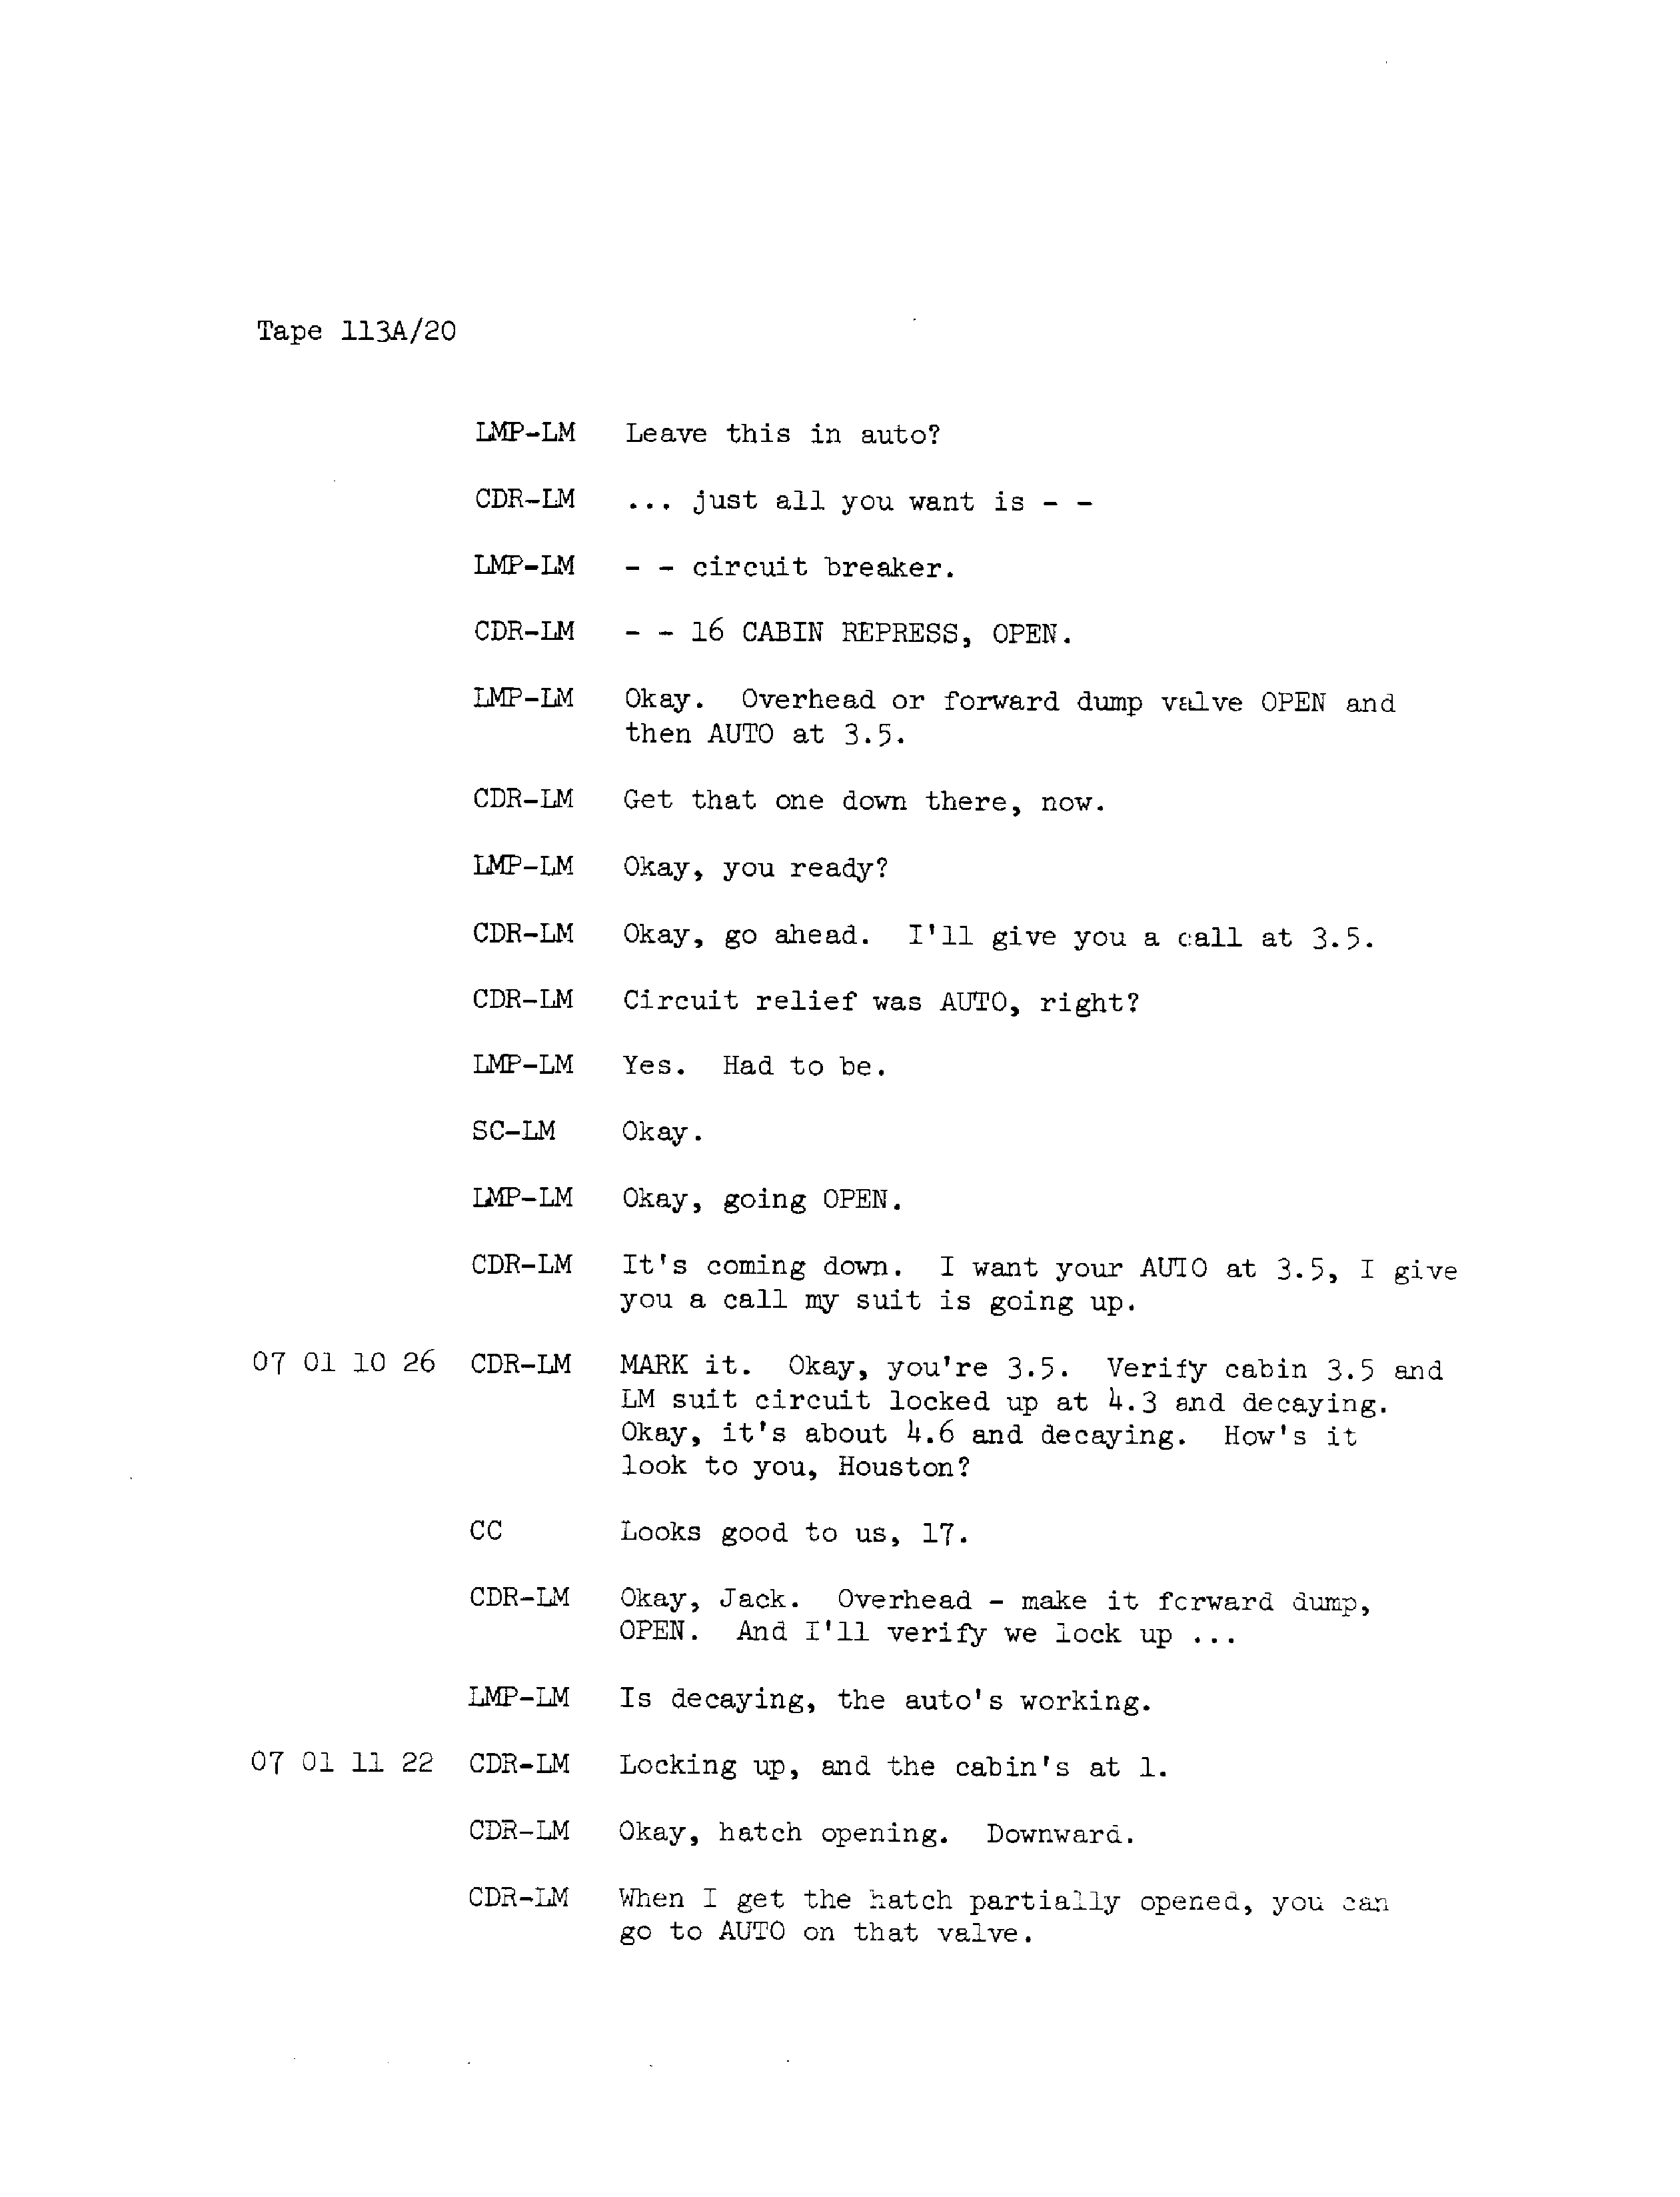 Tape 113A/20
LMP-LM Leave this in auto?
CDR-LM ... just all you want is - -
LMP-LM - - circuit breaker.
CDR-LM - - 16 CABIN REPRESS, OPEN.
LMP-LM Okay. Overhead or forward dump valve OPEN and
then AUTO at 3.5.
CDR-LM Get that one down there, now.
LMP-LM Okay, you ready?
CDR-LM Okay, go ahead. I'll give you a call at 3.5.
CDR-LM Circuit relief was AUTO, right?
LMP-LM Yes. Had to be.
SC-LM Okay.
LMP-LM Okay, going OPEN.
CDR-LM It's coming down. I want your AUTO at 3.5, I give
you a call my suit is going up.
07 01 10 26 CDR-LM MARK it. Okay, you're 3.5. Verify cabin 3.5 and
LM suit circuit locked up at 4.3 and decaying.
Okay, it's about 4.6 and decaying. How's it
look to you, Houston?
CC Looks good to us, 17.
CDR-LM Okay, Jack. Overhead - make it forward dump,
OPEN. And I'll verify we lock up ...
LMP-LM Is decaying, the auto's working.
07 01 11 22 CDR-LM Locking up, and the cabin's at 1.
CDR-LM Okay, hatch opening. Downward.
CDR-LM When I get the hatch partially opened, you can
go to AUTO on that valve.